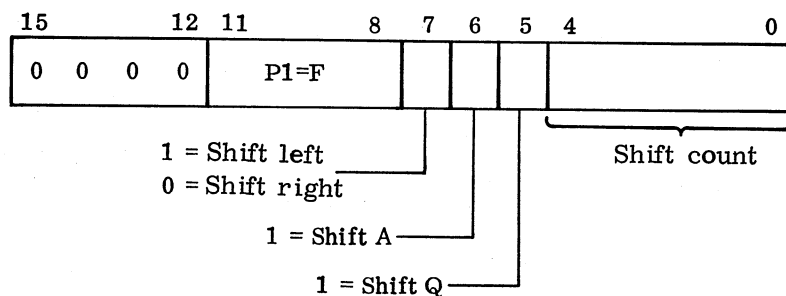 15 12 11 8 7 6 5 4 0
0 0 0 0 P1=F
1 = Shift left
0 = Shift right
Shift count
1 = Shift A
1 = Shift Q